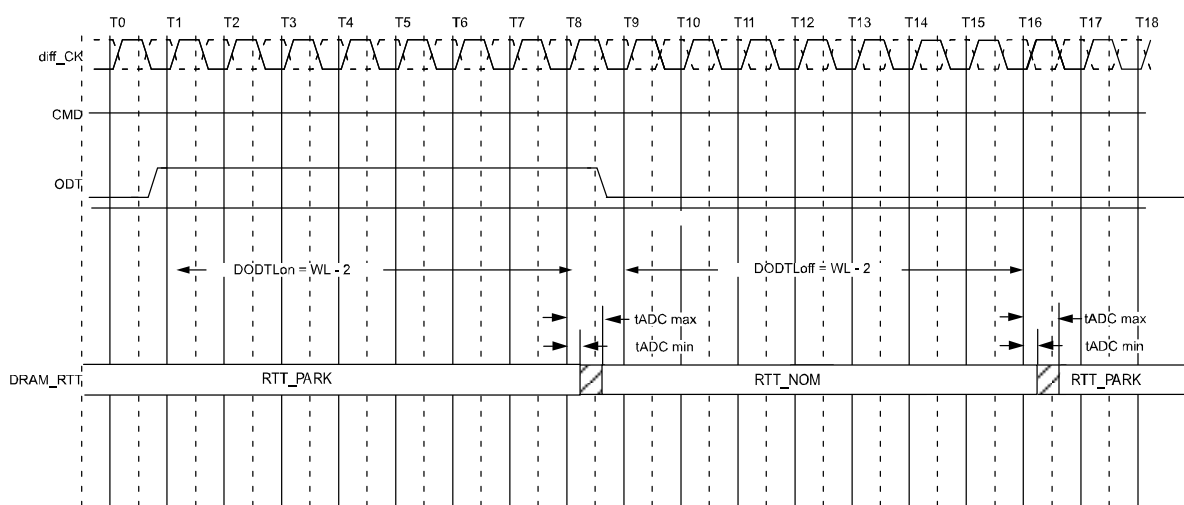 T0 T1 T2 T3 T4 T5 T6 T7 T8 T9 T10 T11 T12 T13 T14 T15 T16 T17 T18
diff_CK
CMD
ODT
DODTLon = WL - 2 DODTLoff = WL - 2
tADC max tADC max
tADC min tADC min
DRAM_RTT RTT_PARK RTT_NOM RTT_PARK